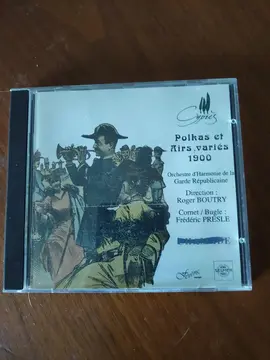 Polkas et
Airs variés
1900
Orchestre d'Harmonie de la
Garde Républicaine
Direction :
Roger BOUTRY
Cornet / Bugle :
Frédéric PRESLE